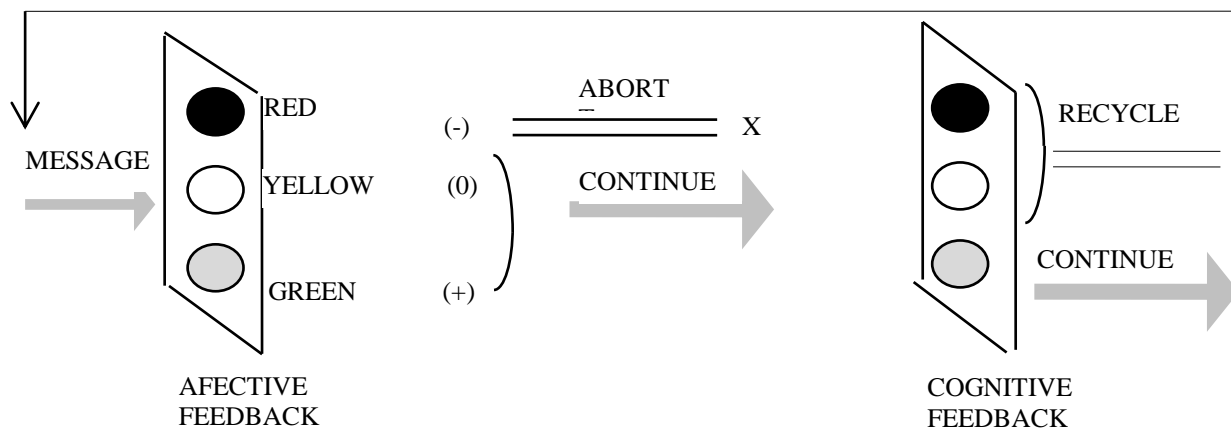 MESSAGE
RED
YELLOW
GREEN
(-)
(0)
(+)
ABORT
X
CONTINUE
RECYCLE
CONTINUE
AFECTIVE
FEEDBACK
COGNITIVE
FEEDBACK